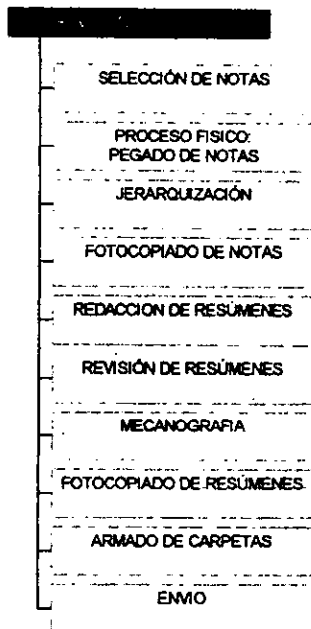 SELECCIÓN DE NOTAS
PROCESO FISICO:
PEGADO DE NOTAS
JERARQUIZACIÓN
FOTOCOPIADO DE NOTAS
REDACCION DE RESÚMENES
REVISIÓN DE RESÚMENES
MECANOGRAFIA
FOTOCOPIADO DE RESÚMENES
ARMADO DE CARPETAS
ENVIO